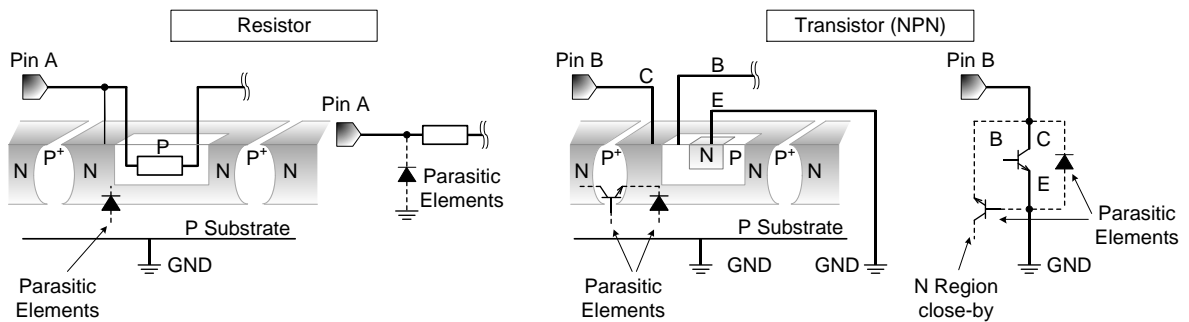 Resistor
Pin A
N
P+
N
P
N
P+
N
Parasitic
Elements
P Substrate
GND
Pin A
Parasitic
Elements
Transistor (NPN)
Pin B
C
B
E
N
P+
N
N
P
N
P+
N
P Substrate
Parasitic
Elements
GND
GND
Pin B
B
C
E
Parasitic
Elements
GND
N Region
close-by